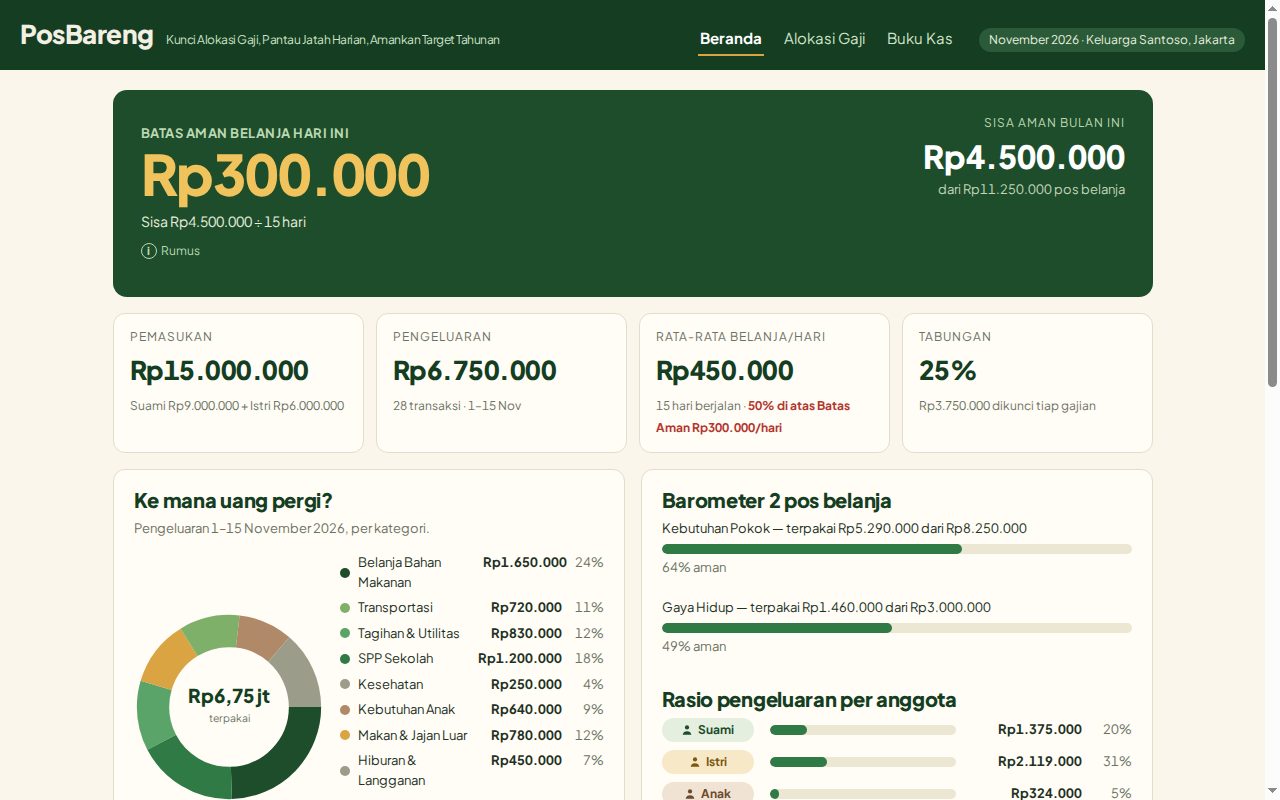 PosBareng
Kunci Alokasi Gaji, Pantau Jatah Harian, Amankan Target Tahunan
Beranda
Alokasi Gaji
Buku Kas
November 2026 · Keluarga Santoso, Jakarta
BATAS AMAN BELANJA HARI INI
Rp300.000
Sisa Rp4.500.000 ÷ 15 hari
i Rumus
SISA AMAN BULAN INI
Rp4.500.000
dari Rp11.250.000 pos belanja
PEMASUKAN
Rp15.000.000
Suami Rp9.000.000 + Istri Rp6.000.000
PENGELUARAN
Rp6.750.000
28 transaksi · 1–15 Nov
RATA-RATA BELANJA/HARI
Rp450.000
15 hari berjalan · 50% di atas Batas
Aman Rp300.000/hari
TABUNGAN
25%
Rp3.750.000 dikunci tiap gajian
Ke mana uang pergi?
Pengeluaran 1–15 November 2026, per kategori.
Rp6,75 jt
terpakai
Belanja Bahan Rp1.650.000 24%
Makanan
Transportasi Rp720.000 11%
Tagihan & Utilitas Rp830.000 12%
SPP Sekolah Rp1.200.000 18%
Kesehatan Rp250.000 4%
Kebutuhan Anak Rp640.000 9%
Makan & Jajan Luar Rp780.000 12%
Hiburan & Rp450.000 7%
Langganan
Barometer 2 pos belanja
Kebutuhan Pokok — terpakai Rp5.290.000 dari Rp8.250.000
64% aman
Gaya Hidup — terpakai Rp1.460.000 dari Rp3.000.000
49% aman
Rasio pengeluaran per anggota
Suami Rp1.375.000 20%
Istri Rp2.119.000 31%
Anak Rp324.000 5%